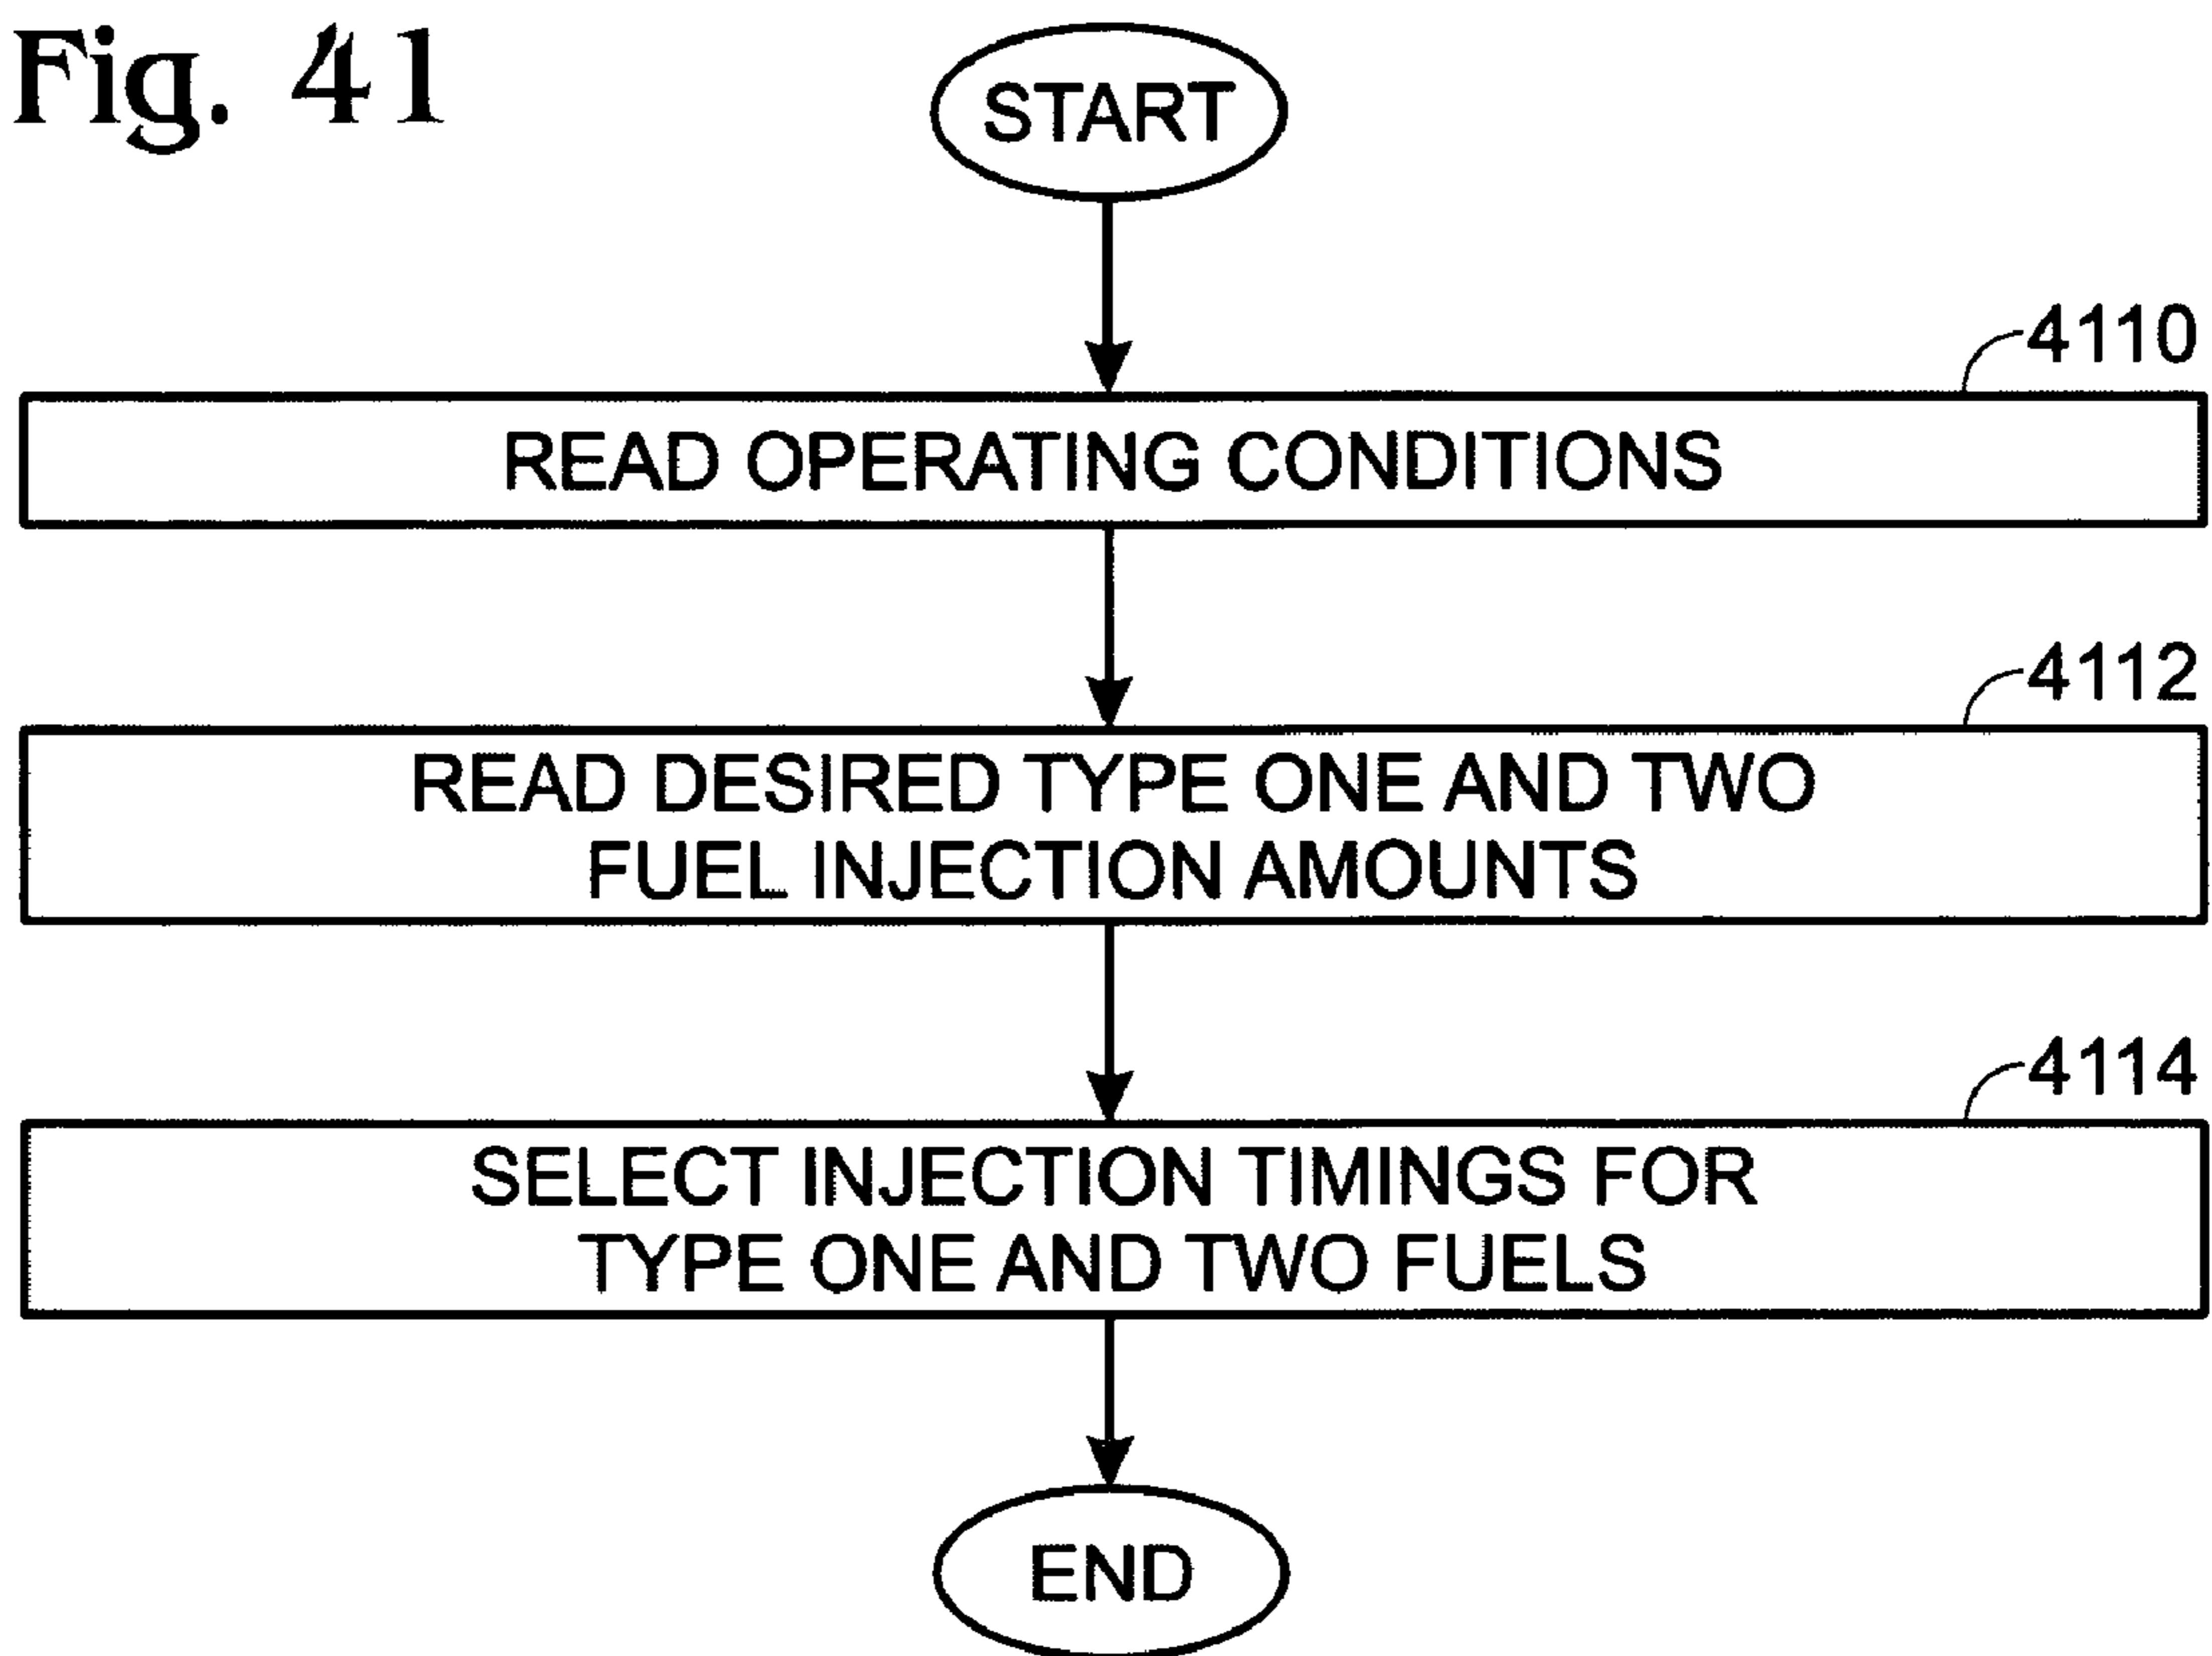 Fig. 41
START
4110
READ OPERATING CONDITIONS
4112
READ DESIRED TYPE ONE AND TWO
FUEL INJECTION AMOUNTS
4114
SELECT INJECTION TIMINGS FOR
TYPE ONE AND TWO FUELS
END